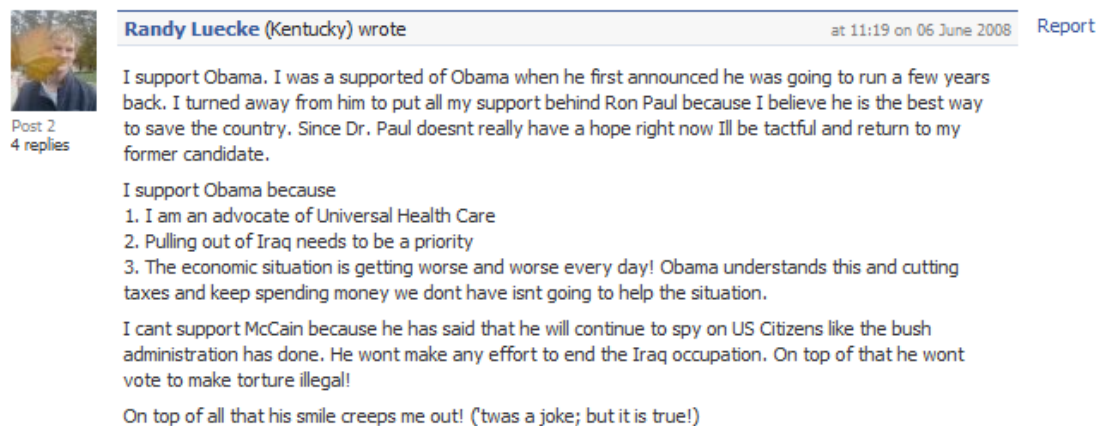 Randy Luecke (Kentucky) wrote
at 11:19 on 06 June 2008
Report
Post 2
4 replies
I support Obama. I was a supported of Obama when he first announced he was going to run a few years
back. I turned away from him to put all my support behind Ron Paul because I believe he is the best way
to save the country. Since Dr. Paul doesnt really have a hope right now Ill be tactful and return to my
former candidate.
I support Obama because
1. I am an advocate of Universal Health Care
2. Pulling out of Iraq needs to be a priority
3. The economic situation is getting worse and worse every day! Obama understands this and cutting
taxes and keep spending money we dont have isnt going to help the situation.
I cant support McCain because he has said that he will continue to spy on US Citizens like the bush
administration has done. He wont make any effort to end the Iraq occupation. On top of that he wont
vote to make torture illegal!
On top of all that his smile creeps me out! ('twas a joke; but it is true!)